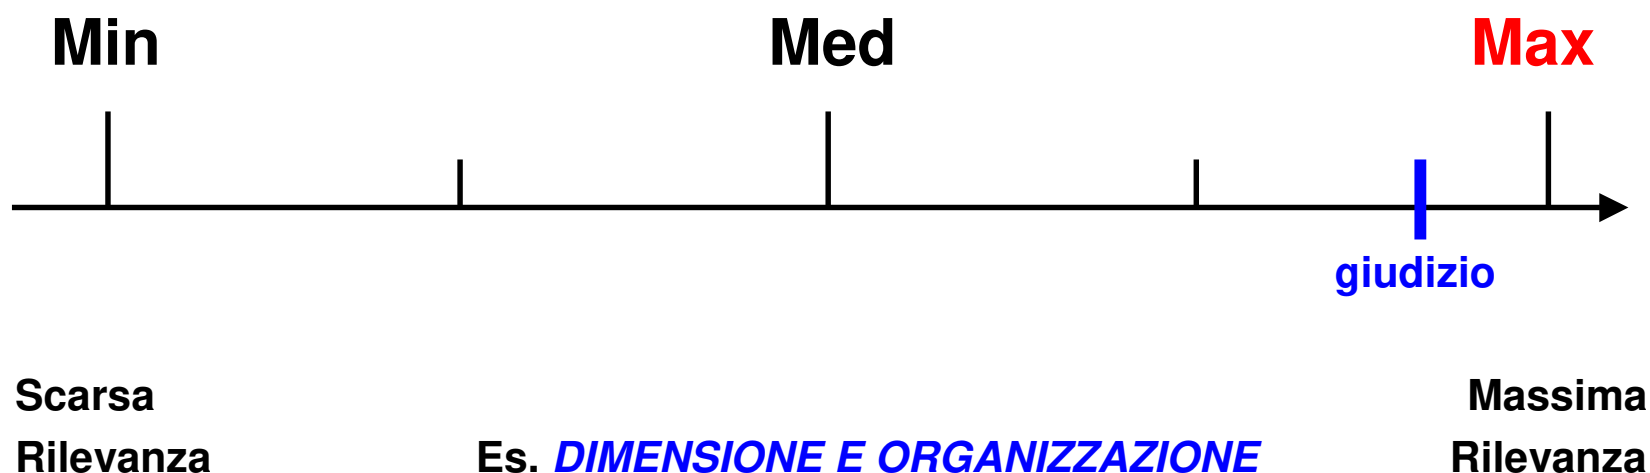 Min Med Max
giudizio
Scarsa Massima
Rilevanza Es. DIMENSIONE E ORGANIZZAZIONE Rilevanza